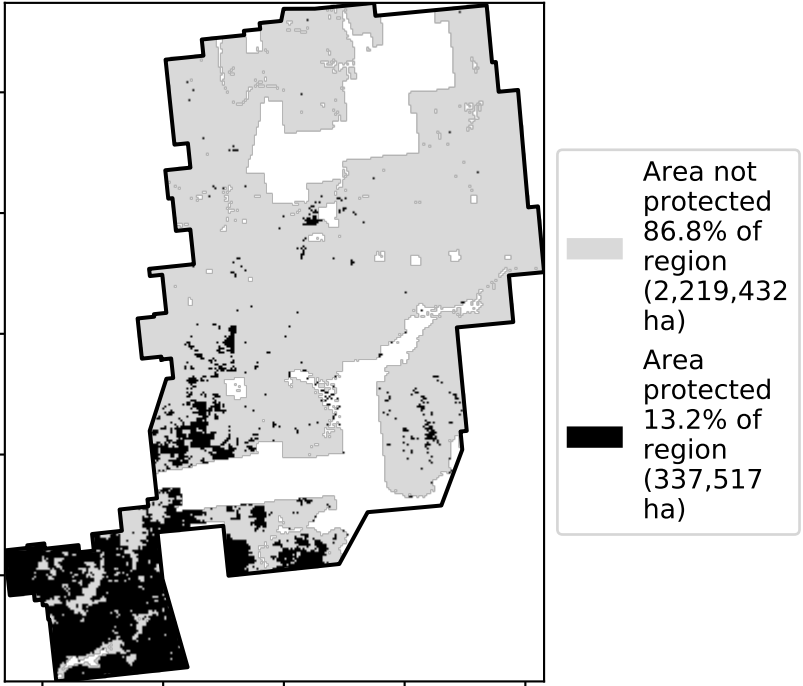 Area not
protected
86.8% of
region
(2,219,432
ha)
Area
protected
13.2% of
region
(337,517
ha)